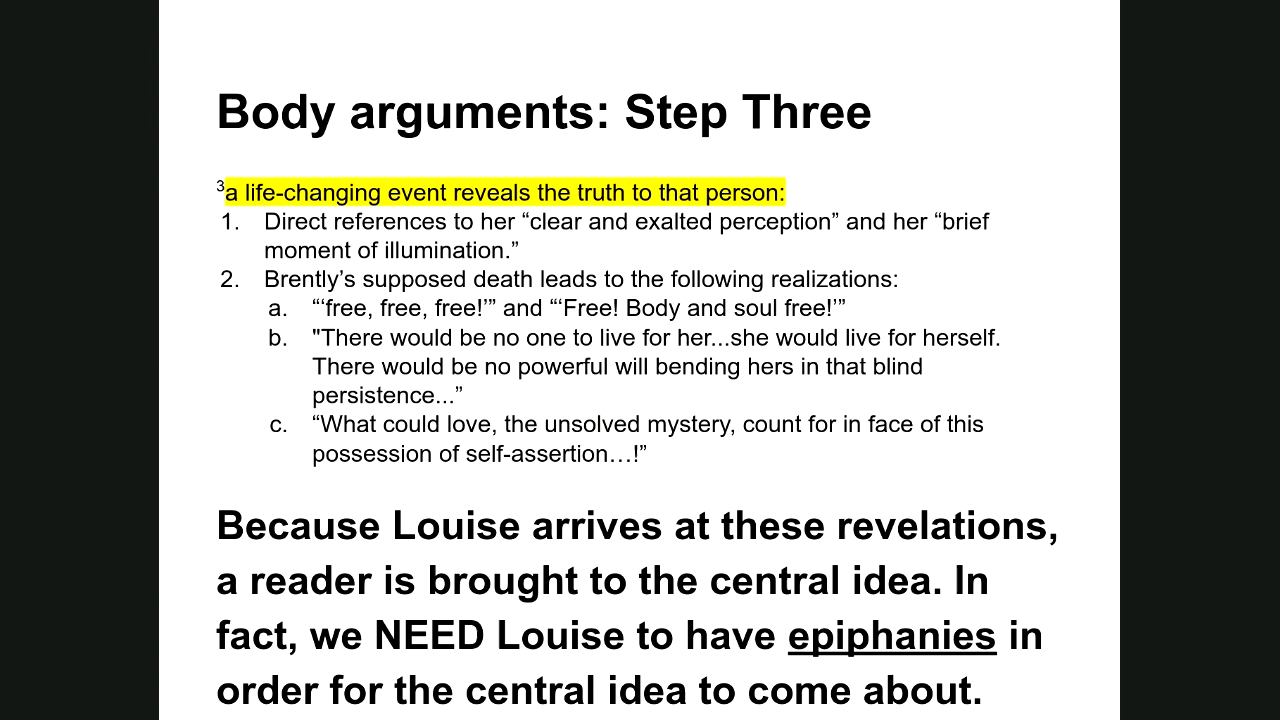 Body arguments: Step Three
³a life-changing event reveals the truth to that person:
1. Direct references to her “clear and exalted perception” and her “brief
moment of illumination.”
2. Brently’s supposed death leads to the following realizations:
a. “‘free, free, free!’” and “‘Free! Body and soul free!’”
b. "There would be no one to live for her...she would live for herself.
There would be no powerful will bending hers in that blind
persistence...”
c. “What could love, the unsolved mystery, count for in face of this
possession of self-assertion…!”
Because Louise arrives at these revelations,
a reader is brought to the central idea. In
fact, we NEED Louise to have epiphanies in
order for the central idea to come about.